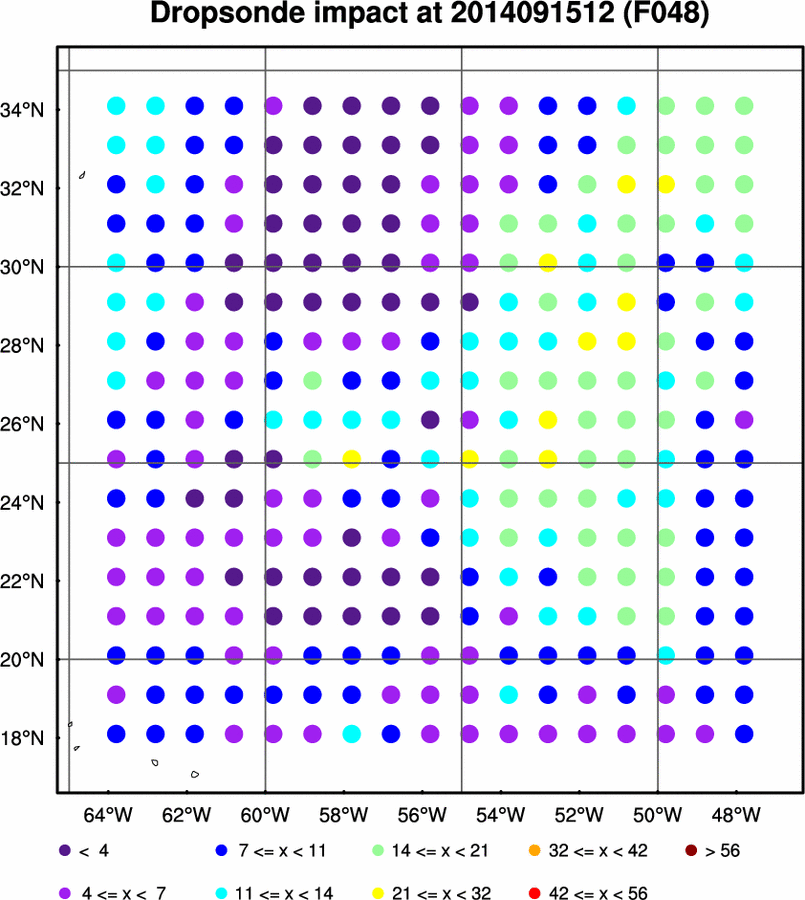 Dropsonde impact at 2014091512 (F048)
34°N
32°N
30°N
28°N
26°N
24°N
22°N
20°N
18°N
64°W 62°W 60°W 58°W 56°W 54°W 52°W 50°W 48°W
< 4 7 <= x < 11 14 <= x < 21 32 <= x < 42 > 56
4 <= x < 7 11 <= x < 14 21 <= x < 32 42 <= x < 56